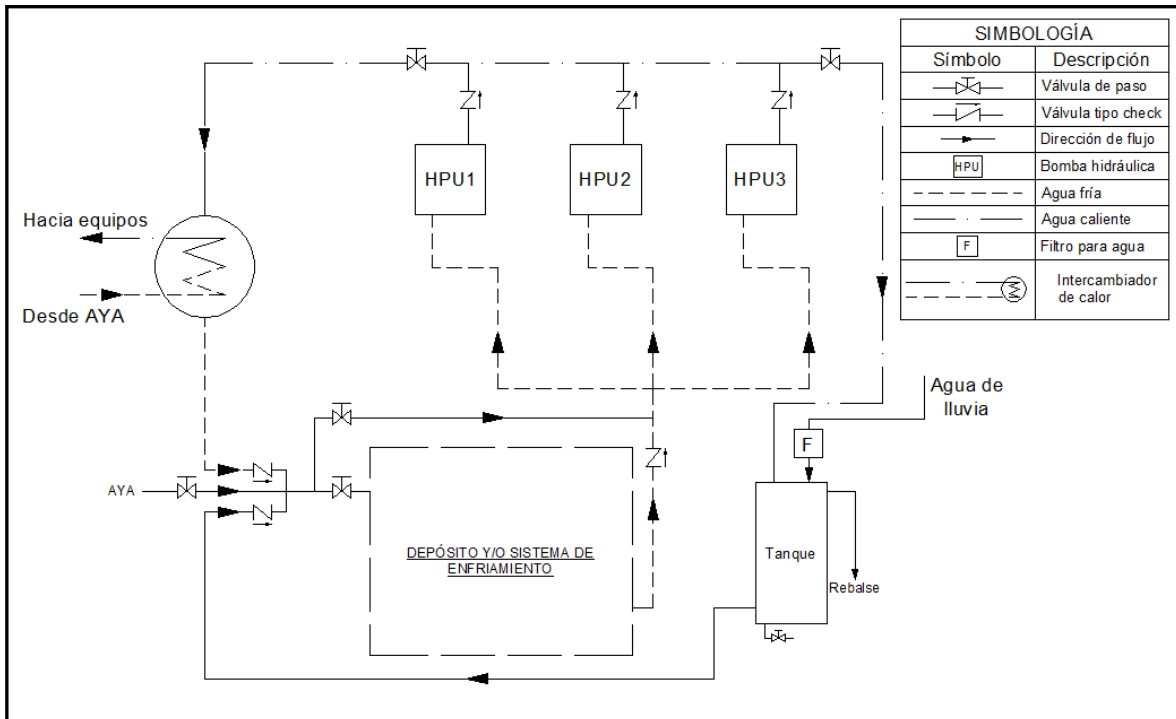 SIMBOLOGÍA
Símbolo Descripción
Válvula de paso
Válvula tipo check
Dirección de flujo
HPU Bomba hidráulica
Agua fría
Agua caliente
F Filtro para agua
Intercambiador
de calor
HPU1 HPU2 HPU3
Hacia equipos
Desde AYA
Agua de
lluvia
F
AYA
DEPÓSITO Y/O SISTEMA DE
ENFRIAMIENTO
Tanque
Rebalse